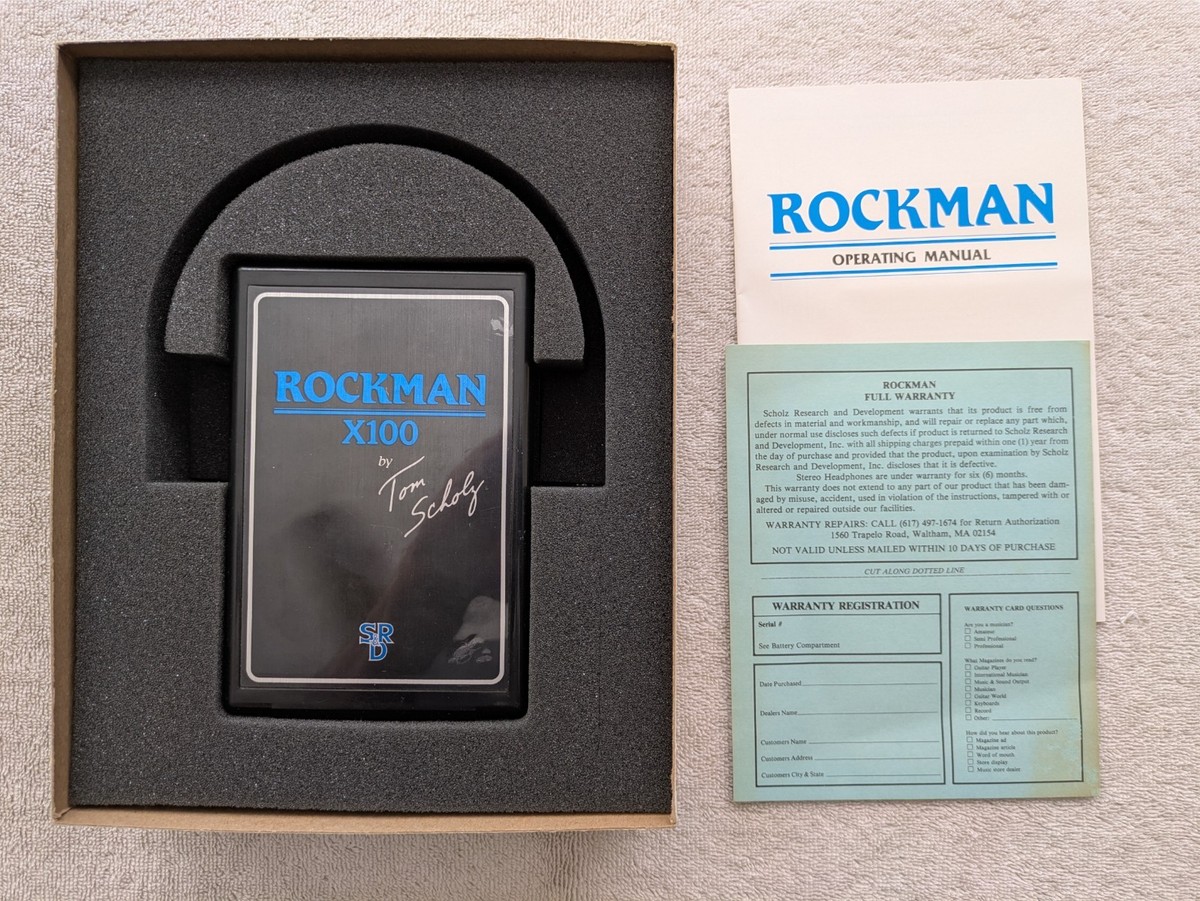 ROCKMAN
X100
by
Tom
Scholz
SR
&
D
ROCKMAN
OPERATING MANUAL
ROCKMAN
FULL WARRANTY
Scholz Research and Development warrants that its product is free from
defects in material and workmanship, and will repair or replace any part which,
under normal use discloses such defects if product is returned to Scholz Research
and Development, Inc. with all shipping charges prepaid within one (1) year from
the day of purchase and provided that the product, upon examination by Scholz
Research and Development, Inc. discloses that it is defective.
Stereo Headphones are under warranty for six (6) months.
This warranty does not extend to any part of our product that has been dam-
aged by misuse, accident, used in violation of the instructions, tampered with or
altered or repaired outside our facilities.
WARRANTY REPAIRS: CALL (617) 497-1674 for Return Authorization
1560 Trapelo Road, Waltham, MA 02154
NOT VALID UNLESS MAILED WITHIN 10 DAYS OF PURCHASE
CUT ALONG DOTTED LINE
WARRANTY REGISTRATION
Serial #
See Battery Compartment
Date Purchased
Dealers Name
Customers Name
Customers Address
Customers City & State
WARRANTY CARD QUESTIONS
Are you a musician?
Amateur
Semi Professional
Professional
What Magazines do you read?
Guitar Player
International Musician
Music & Sound Output
Musician
Guitar World
Keyboards
Record
Other:
How did you hear about this product?
Magazine ad
Magazine article
Word of mouth
Store display
Music store dealer